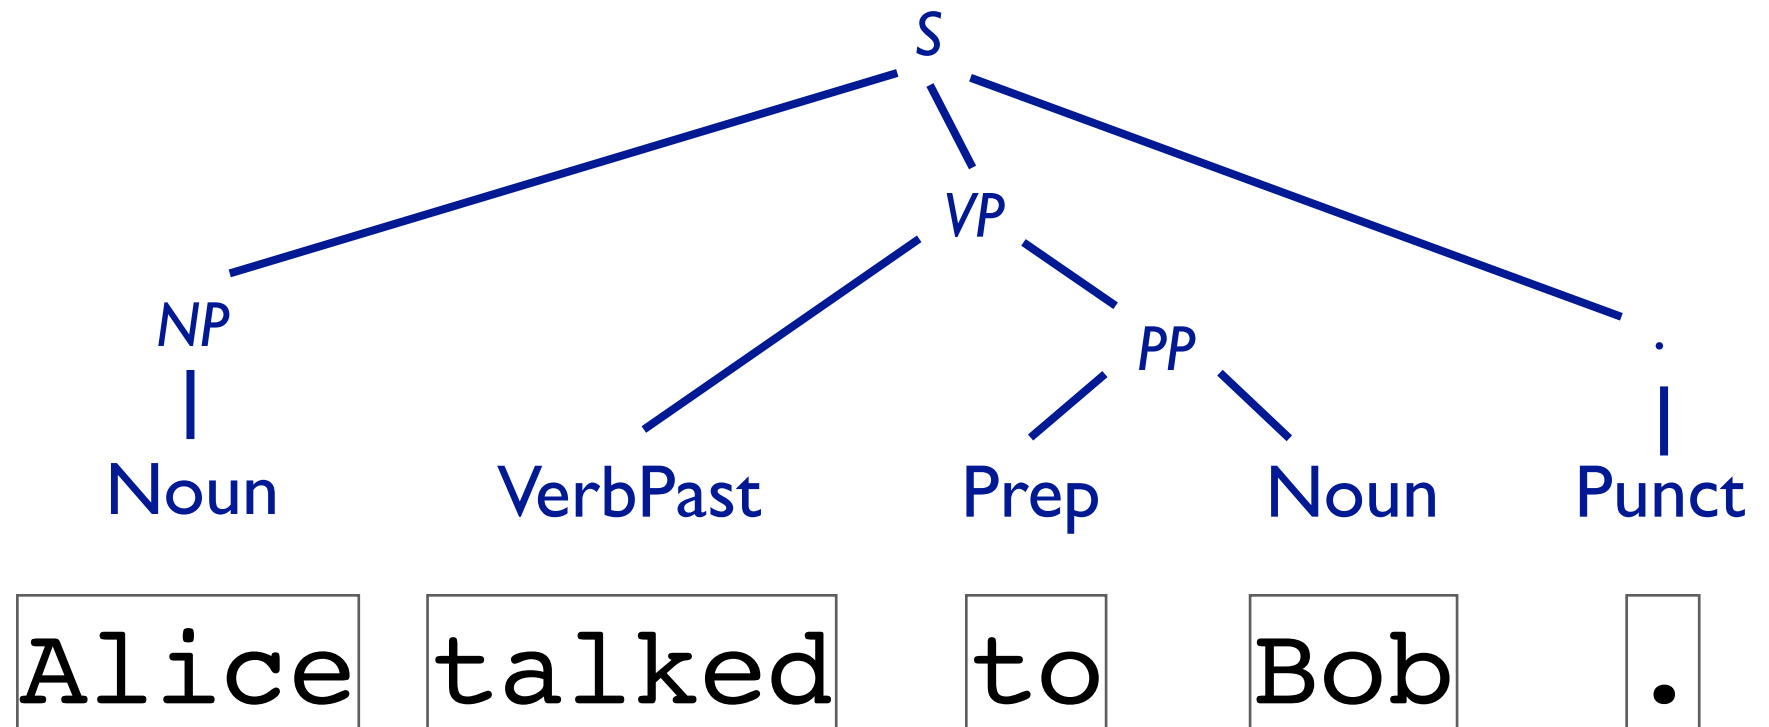 S
VP
NP
PP
.
Noun VerbPast Prep Noun Punct
Alice talked to Bob .